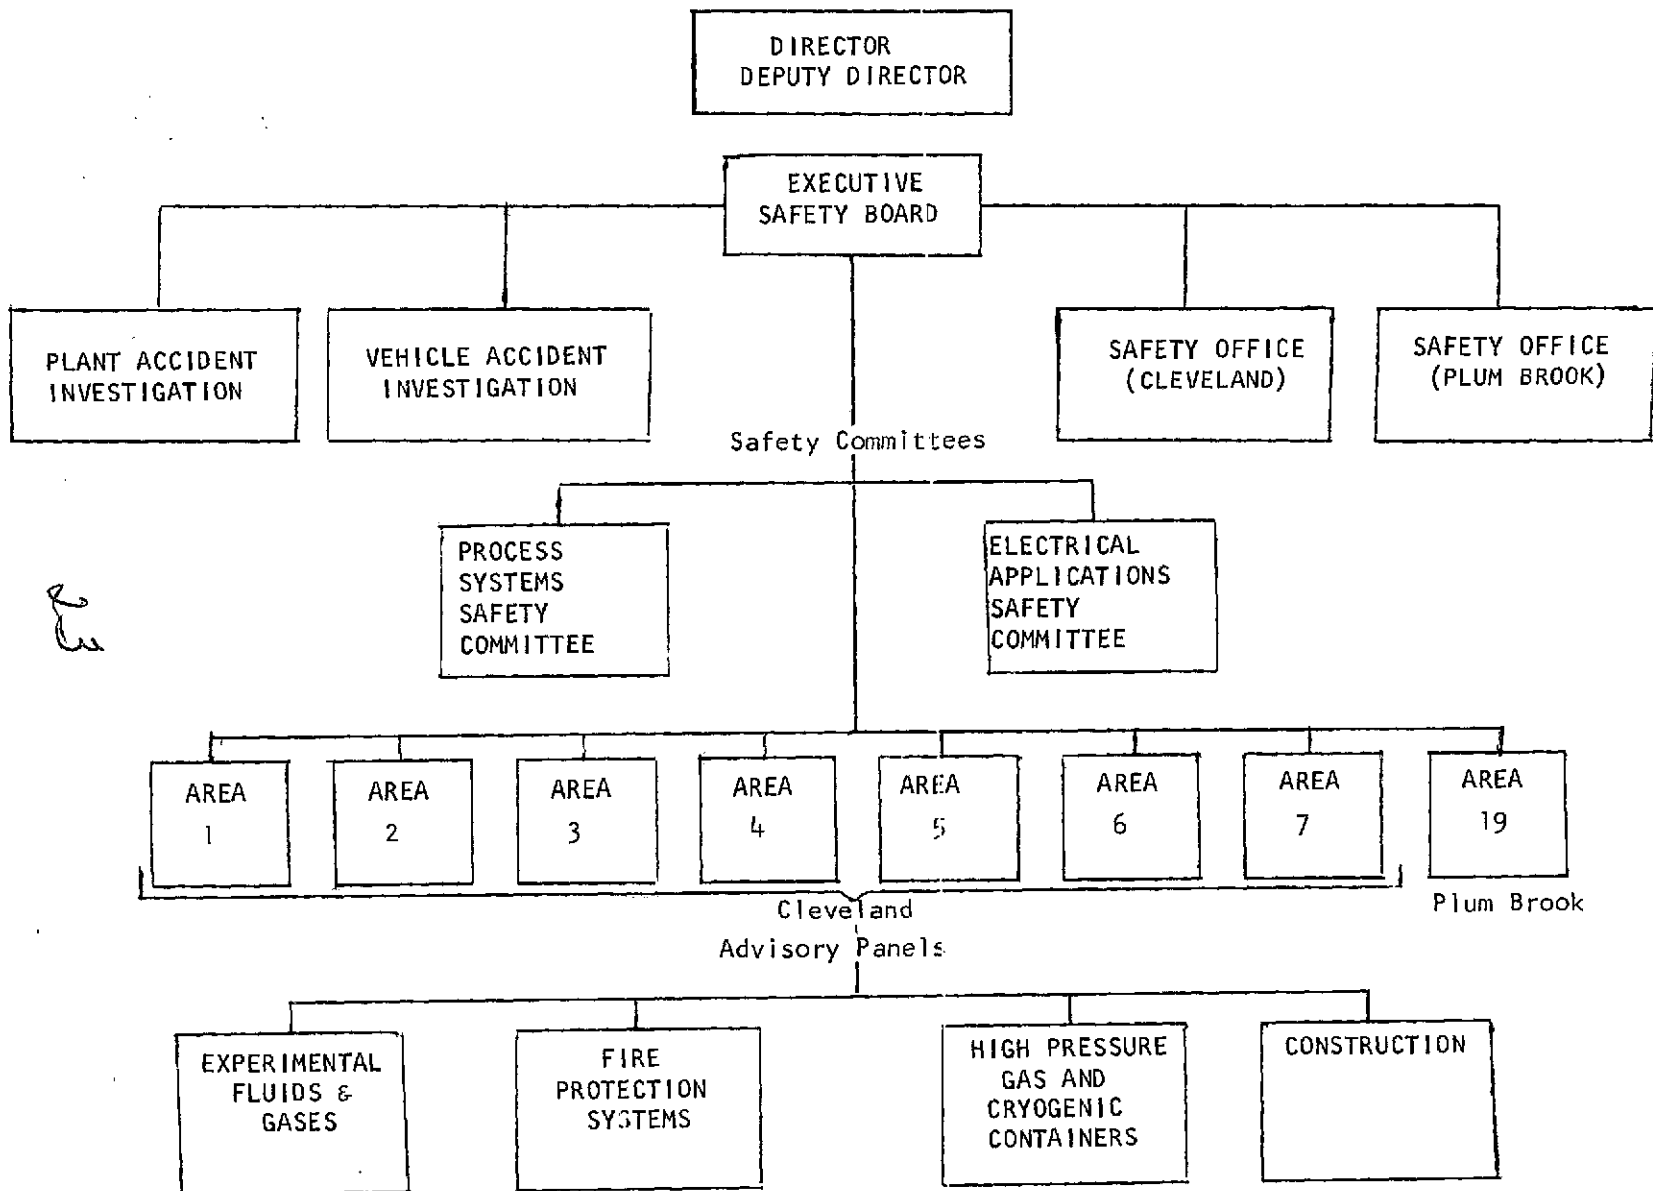 DIRECTOR
DEPUTY DIRECTOR
EXECUTIVE
SAFETY BOARD
PLANT ACCIDENT
INVESTIGATION
VEHICLE ACCIDENT
INVESTIGATION
SAFETY OFFICE
(CLEVELAND)
SAFETY OFFICE
(PLUM BROOK)
Safety Committees
PROCESS
SYSTEMS
SAFETY
COMMITTEE
ELECTRICAL
APPLICATIONS
SAFETY
COMMITTEE
AREA
1
AREA
2
AREA
3
AREA
4
AREA
5
AREA
6
AREA
7
AREA
19
Cleveland
Plum Brook
Advisory Panels
EXPERIMENTAL
FLUIDS &
GASES
FIRE
PROTECTION
SYSTEMS
HIGH PRESSURE
GAS AND
CRYOGENIC
CONTAINERS
CONSTRUCTION